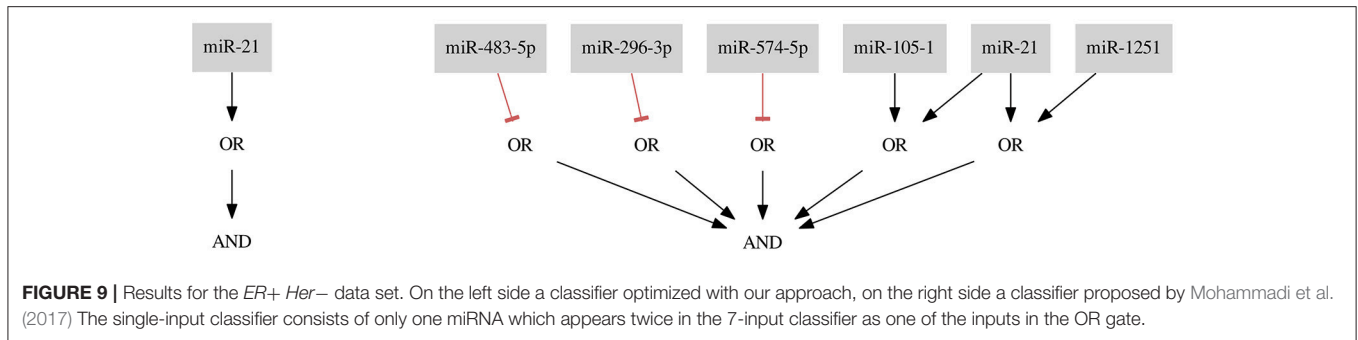 miR-21 miR-483-5p miR-296-3p miR-574-5p miR-105-1 miR-21 miR-1251
OR OR OR OR OR OR
AND AND
FIGURE 9 | Results for the ER+ Her− data set. On the left side a classifier optimized with our approach, on the right side a classifier proposed by Mohammadi et al.
(2017) The single-input classifier consists of only one miRNA which appears twice in the 7-input classifier as one of the inputs in the OR gate.